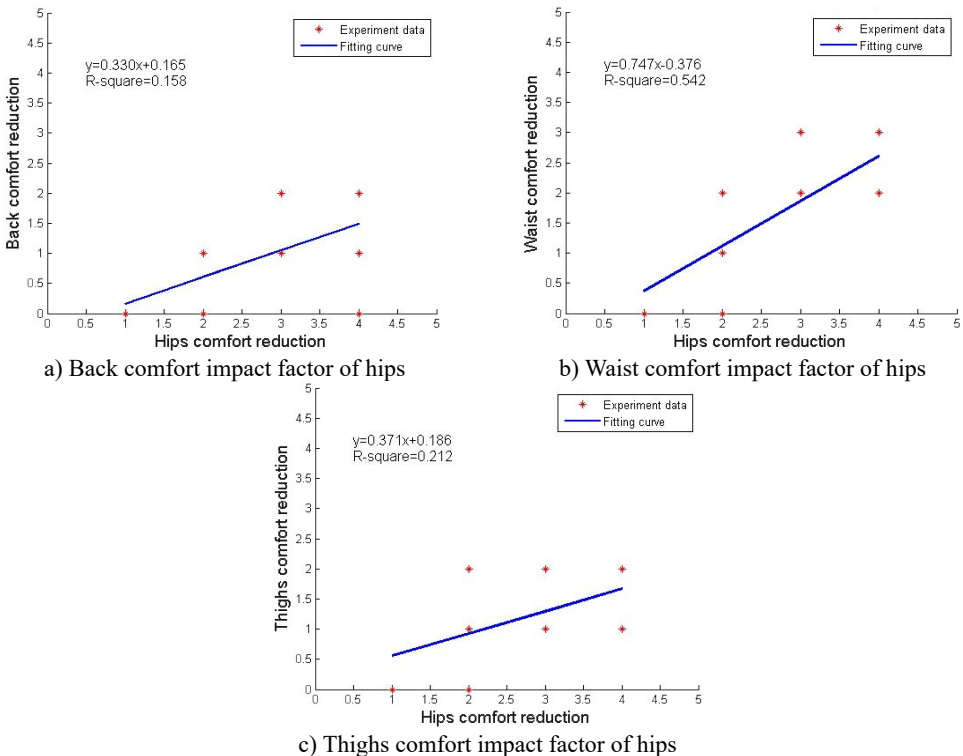 Experiment data
Fitting curve
y=0.330x+0.165
R-square=0.158
Back comfort reduction
5
4.5
4
3.5
3
2.5
2
1.5
1
0.5
0
0 0.5 1 1.5 2 2.5 3 3.5 4 4.5 5
Hips comfort reduction
a) Back comfort impact factor of hips
Experiment data
Fitting curve
y=0.747x-0.376
R-square=0.542
Waist comfort reduction
5
4.5
4
3.5
3
2.5
2
1.5
1
0.5
0
0 0.5 1 1.5 2 2.5 3 3.5 4 4.5 5
Hips comfort reduction
b) Waist comfort impact factor of hips
Experiment data
Fitting curve
y=0.371x+0.186
R-square=0.212
Thighs comfort reduction
5
4.5
4
3.5
3
2.5
2
1.5
1
0.5
0
0 0.5 1 1.5 2 2.5 3 3.5 4 4.5 5
Hips comfort reduction
c) Thighs comfort impact factor of hips